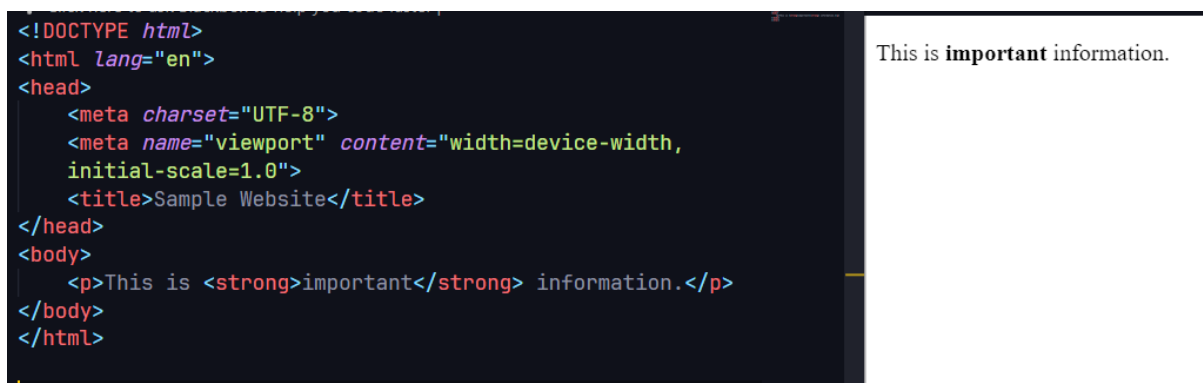 <!DOCTYPE html>
<html lang="en">
<head>
    <meta charset="UTF-8">
    <meta name="viewport" content="width=device-width,
    initial-scale=1.0">
    <title>Sample Website</title>
</head>
<body>
    <p>This is <strong>important</strong> information.</p>
</body>
</html>
This is important information.